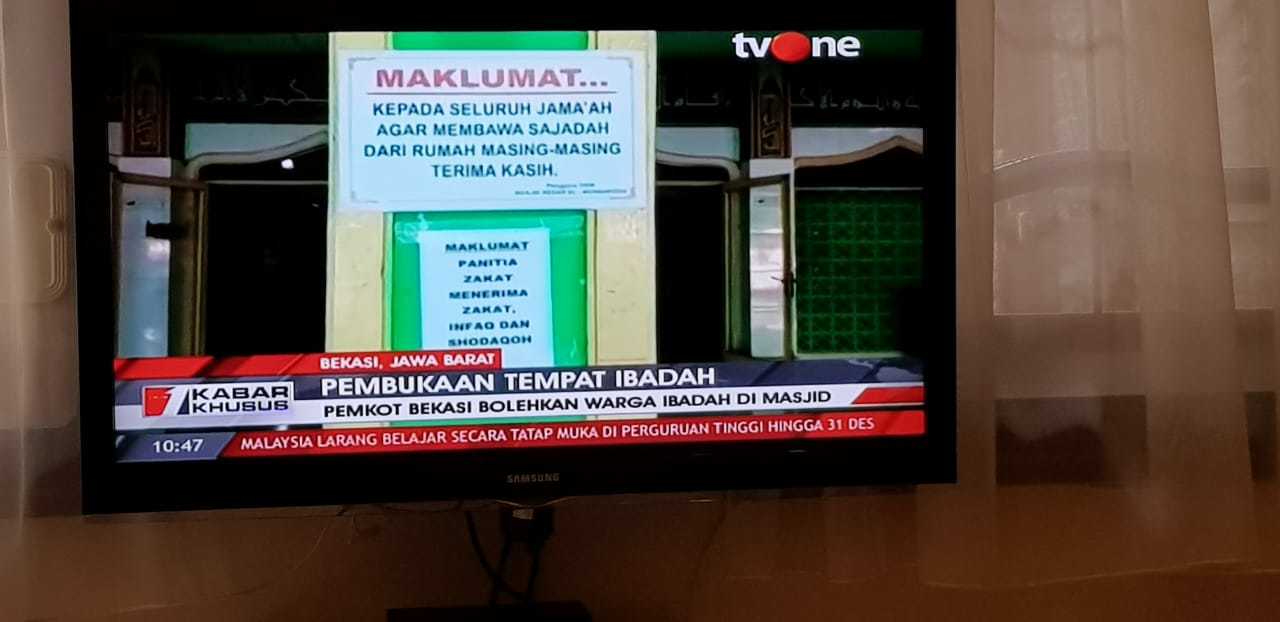 tvOne
MAKLUMAT...
KEPADA SELURUH JAMA'AH
AGAR MEMBAWA SAJADAH
DARI RUMAH MASING-MASING
TERIMA KASIH.
MAKLUMAT
PANITIA
ZAKAT
MENERIMA
ZAKAT,
INFAQ DAN
SHODAQOH
BEKASI, JAWA BARAT
KABAR
KHUSUS
PEMBUKAAN TEMPAT IBADAH
PEMKOT BEKASI BOLEHKAN WARGA IBADAH DI MASJID
10:47 MALAYSIA LARANG BELAJAR SECARA TATAP MUKA DI PERGURUAN TINGGI HINGGA 31 DES
SAMSUNG